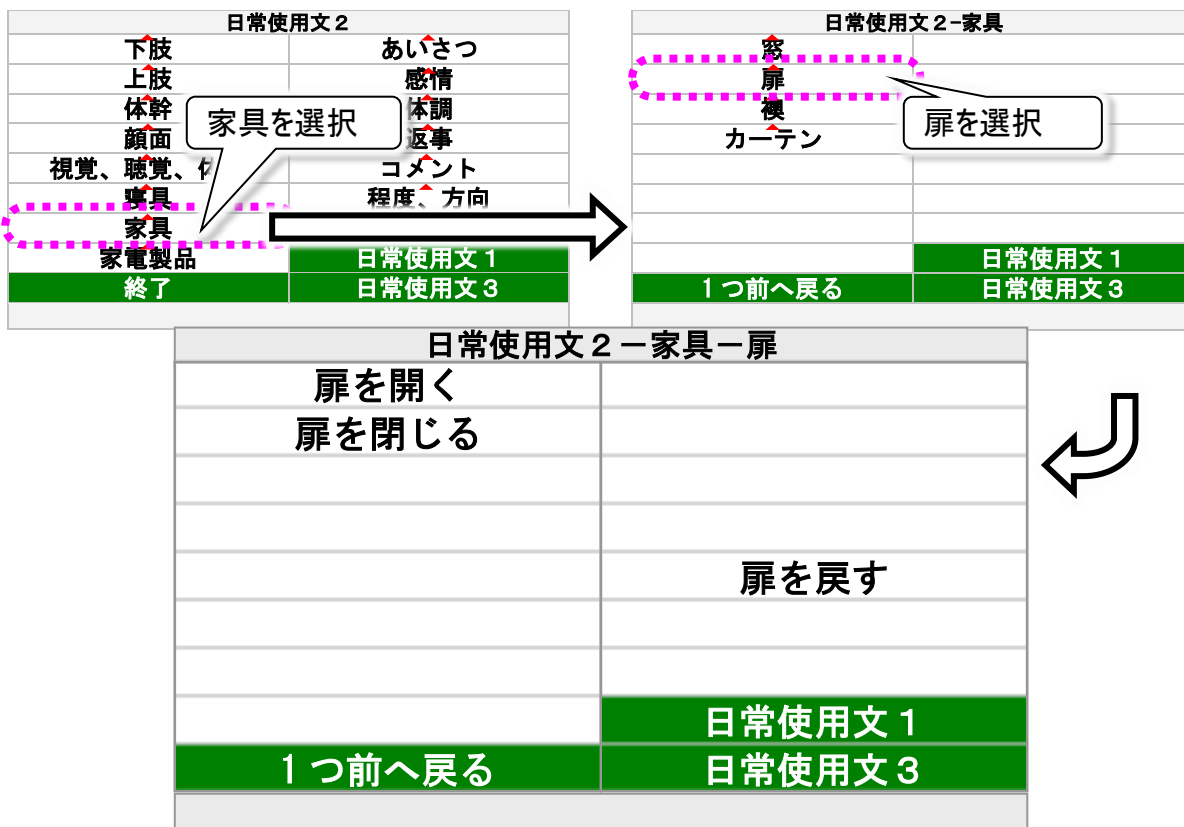 日常使用文２
下肢 あいさつ
上肢 感情
体幹 体調
顔面 返事
視覚、聴覚、 コメント
寝具 程度、方向
家具
家電製品 日常使用文１
終了 日常使用文３
家具を選択
日常使用文２-家具
窓
扉
襖
カーテン
日常使用文１
１つ前へ戻る 日常使用文３
扉を選択
日常使用文２－家具－扉
扉を開く
扉を閉じる
扉を戻す
日常使用文１
１つ前へ戻る 日常使用文３